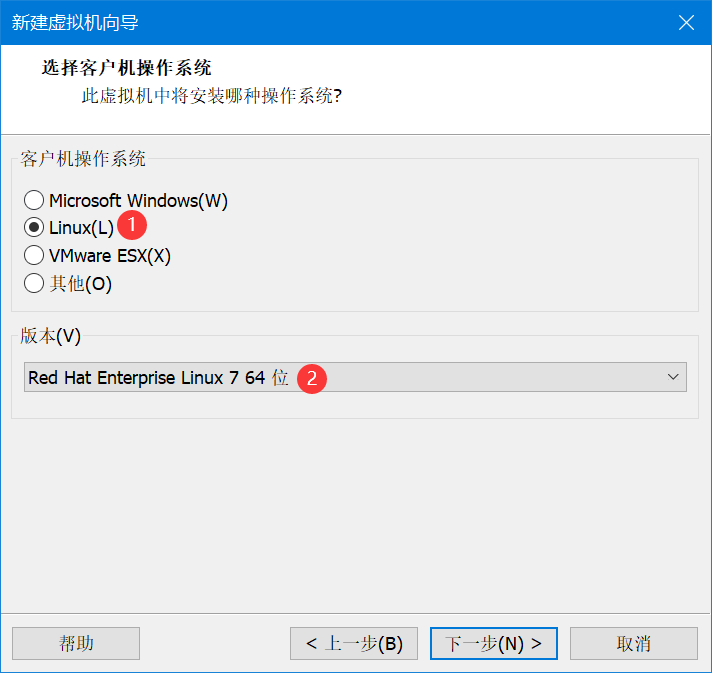 新建虚拟机向导
选择客户机操作系统
此虚拟机中将安装哪种操作系统?
客户机操作系统
Microsoft Windows(W)
Linux(L) 1
VMware ESX(X)
其他(O)
版本(V)
Red Hat Enterprise Linux 7 64 位 2
帮助 < 上一步(B) 下一步(N) > 取消